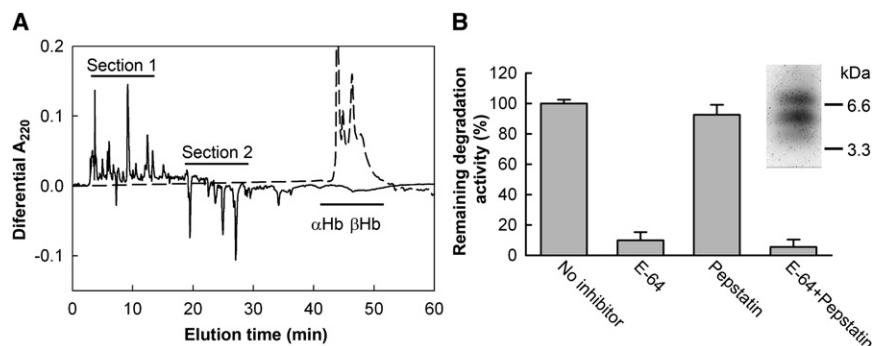 A
Diferential A220
0.2
0.1
0.0
-0.1
Section 1
Section 2
αHb βHb
0 10 20 30 40 50 60
Elution time (min)
B
Remaining degradation
activity (%)
120
100
80
60
40
20
0
No inhibitor
E-64
Pepstatin
E-64+Pepstatin
kDa
6.6
3.3